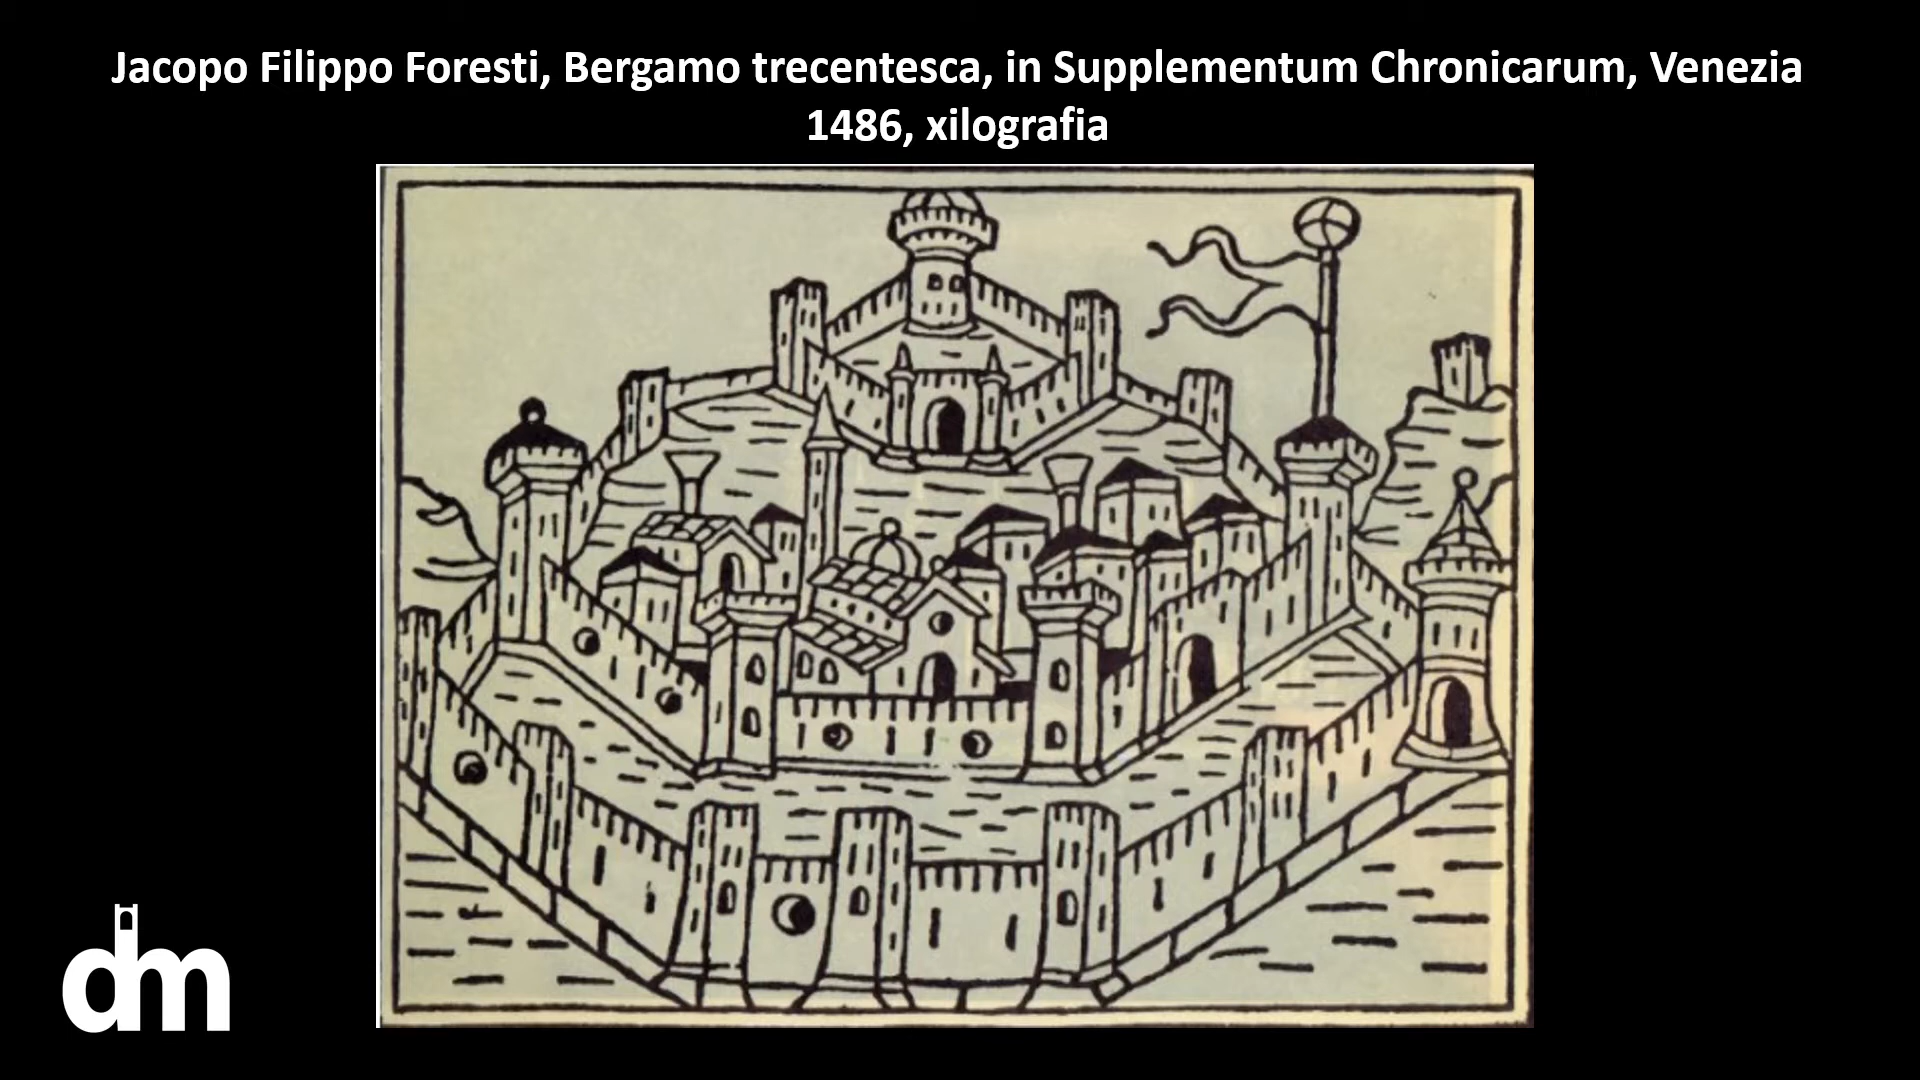 Jacopo Filippo Foresti, Bergamo trecentesca, in Supplementum Chronicarum, Venezia
1486, xilografia
dm